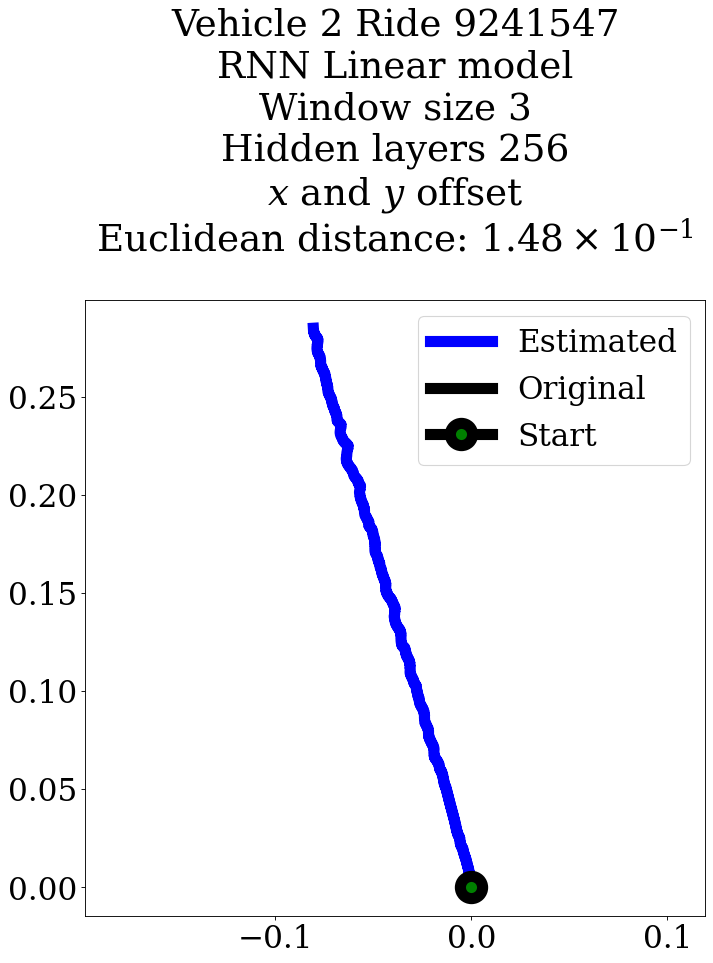 Vehicle 2 Ride 9241547
RNN Linear model
Window size 3
Hidden layers 256
x and y offset
Euclidean distance: 1.48 × 10⁻¹
Estimated
Original
Start
0.25
0.20
0.15
0.10
0.05
0.00
−0.1 0.0 0.1